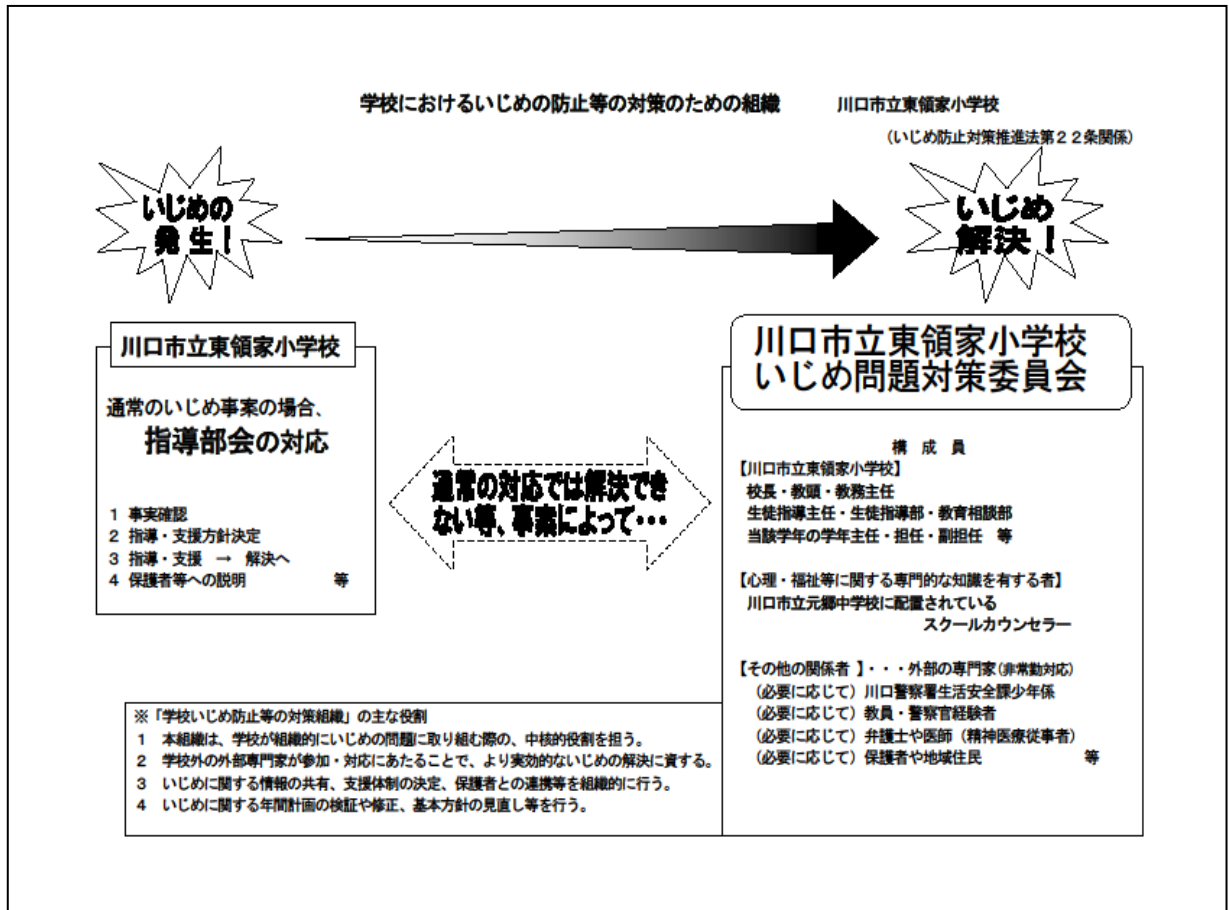 学校におけるいじめの防止等の対策のための組織　川口市立東領家小学校
（いじめ防止対策推進法第２２条関係）
いじめの
発生！
いじめ
解決！
川口市立東領家小学校
通常のいじめ事案の場合、
指導部会の対応
1 事実確認
2 指導・支援方針決定
3 指導・支援 → 解決へ
4 保護者等への説明　等
通常の対応では解決でき
ない等、事案によって・・・
川口市立東領家小学校
いじめ問題対策委員会
構 成 員
【川口市立東領家小学校】
校長・教頭・教務主任
生徒指導主任・生徒指導部・教育相談部
当該学年の学年主任・担任・副担任　等
【心理・福祉等に関する専門的な知識を有する者】
川口市立元郷中学校に配置されている
スクールカウンセラー
【その他の関係者 】・・・外部の専門家(非常勤対応)
（必要に応じて）川口警察署生活安全課少年係
（必要に応じて）教員・警察官経験者
（必要に応じて）弁護士や医師（精神医療従事者）
（必要に応じて）保護者や地域住民　等
※「学校いじめ防止等の対策組織」の主な役割
1　本組織は、学校が組織的にいじめの問題に取り組む際の、中核的役割を担う。
2　学校外の外部専門家が参加・対応にあたることで、より実効的ないじめの解決に資する。
3　いじめに関する情報の共有、支援体制の決定、保護者との連携等を組織的に行う。
4　いじめに関する年間計画の検証や修正、基本方針の見直し等を行う。